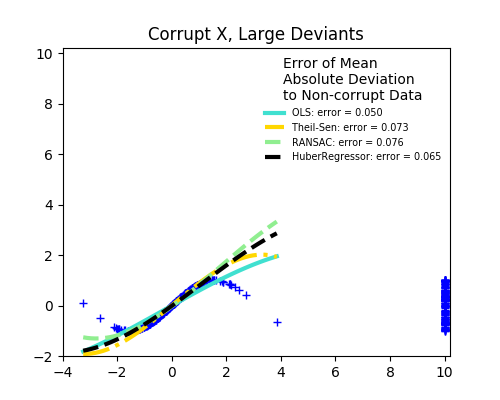 Corrupt X, Large Deviants
10
8
6
4
2
0
−2
−4
−2
0
2
4
6
8
10
Error of Mean
Absolute Deviation
to Non-corrupt Data
OLS: error = 0.050
Theil-Sen: error = 0.073
RANSAC: error = 0.076
HuberRegressor: error = 0.065